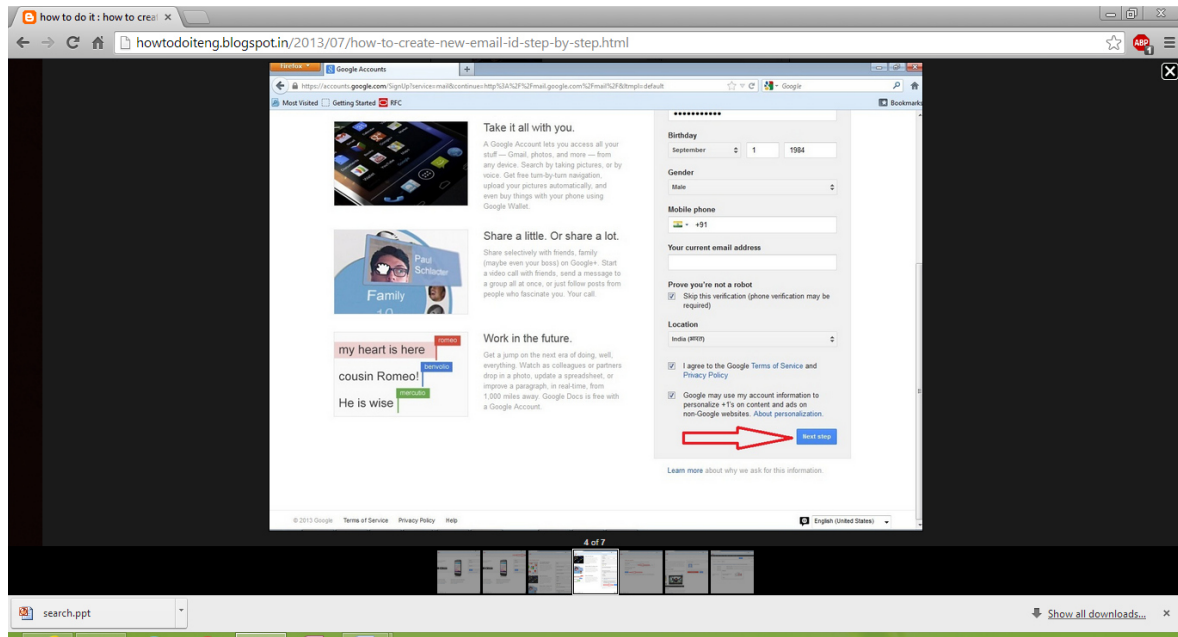 how to do it : how to creat
howtodoiteng.blogspot.in/2013/07/how-to-create-new-email-id-step-by-step.html
ABP
1
Firefox
Google Accounts
https://accounts.google.com/SignUp?service=mail&continue=http%3A%2F%2Fmail.google.com%2Fmail%2F&ltmpl=default
Google
Most Visited
Getting Started
RFC
Bookmarks
Take it all with you.
A Google Account lets you access all your
stuff — Gmail, photos, and more — from
any device. Search by taking pictures, or by
voice. Get free turn-by-turn navigation,
upload your pictures automatically, and
even buy things with your phone using
Google Wallet.
Paul
Schlader
Family
10
Share a little. Or share a lot.
Share selectively with friends, family
(maybe even your boss) on Google+. Start
a video call with friends, send a message to
a group all at once, or just follow posts from
people who fascinate you. Your call.
romeo
my heart is here
benvolio
cousin Romeo!
mercutio
He is wise
Work in the future.
Get a jump on the next era of doing, well,
everything. Watch as colleagues or partners
drop in a photo, update a spreadsheet, or
improve a paragraph, in real-time, from
1,000 miles away. Google Docs is free with
a Google Account.
Birthday
September 1 1984
Gender
Male
Mobile phone
+91
Your current email address
Prove you're not a robot
Skip this verification (phone verification may be
required)
Location
India (भारत)
I agree to the Google Terms of Service and
Privacy Policy
Google may use my account information to
personalize +1's on content and ads on
non-Google websites. About personalization.
Next step
Learn more about why we ask for this information.
© 2013 Google Terms of Service Privacy Policy Help
English (United States)
4 of 7
search.ppt
Show all downloads...